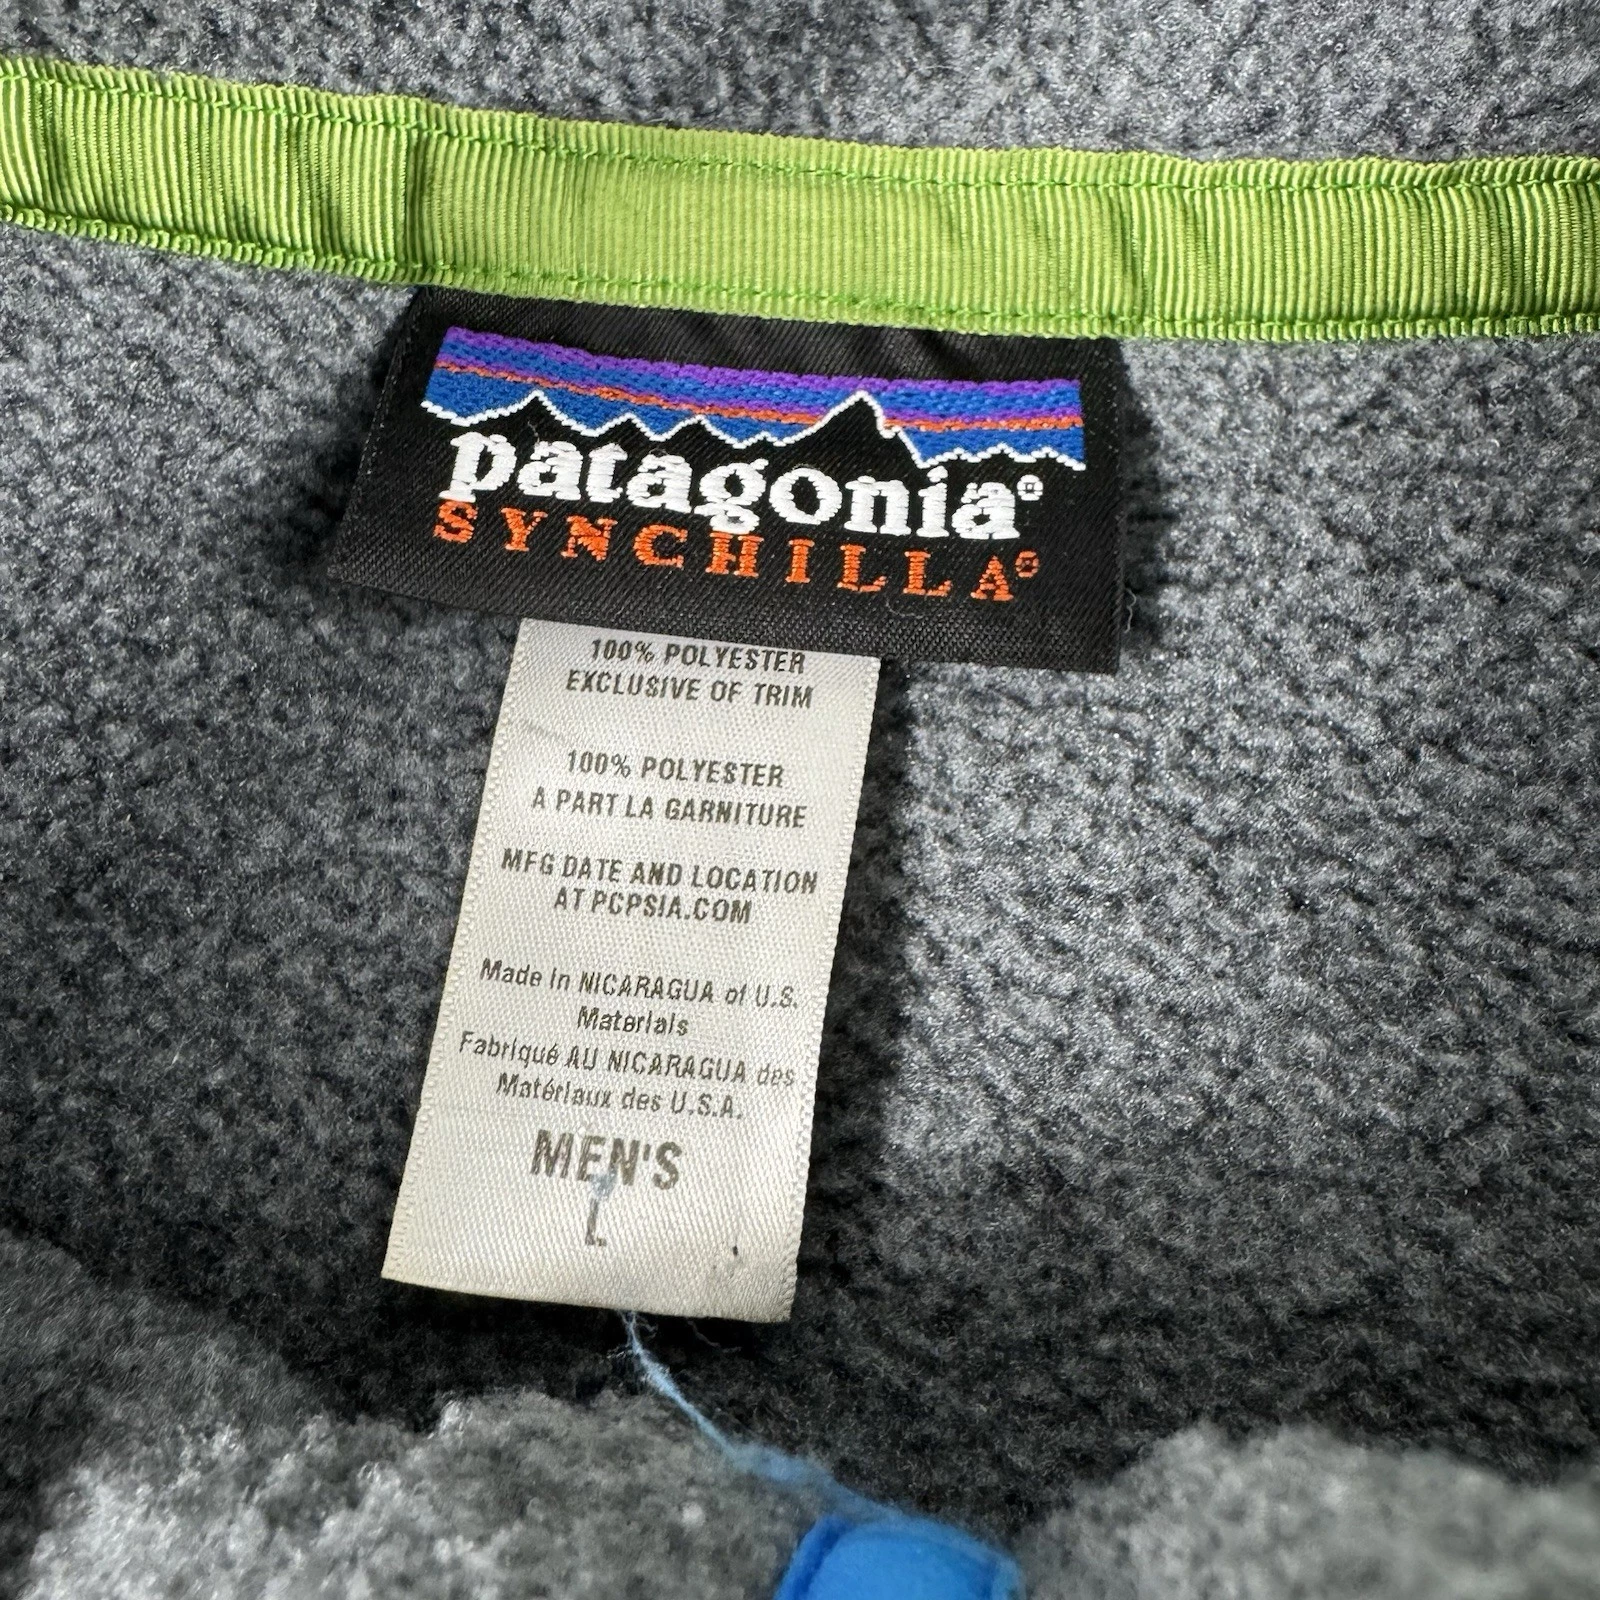 patagonia®
SYNCHILLA®
100% POLYESTER
EXCLUSIVE OF TRIM
100% POLYESTER
A PART LA GARNITURE
MFG DATE AND LOCATION
AT PCPSIA.COM
Made in NICARAGUA of U.S.
Materials
Fabriqué AU NICARAGUA des
Matériaux des U.S.A.
MEN'S
L